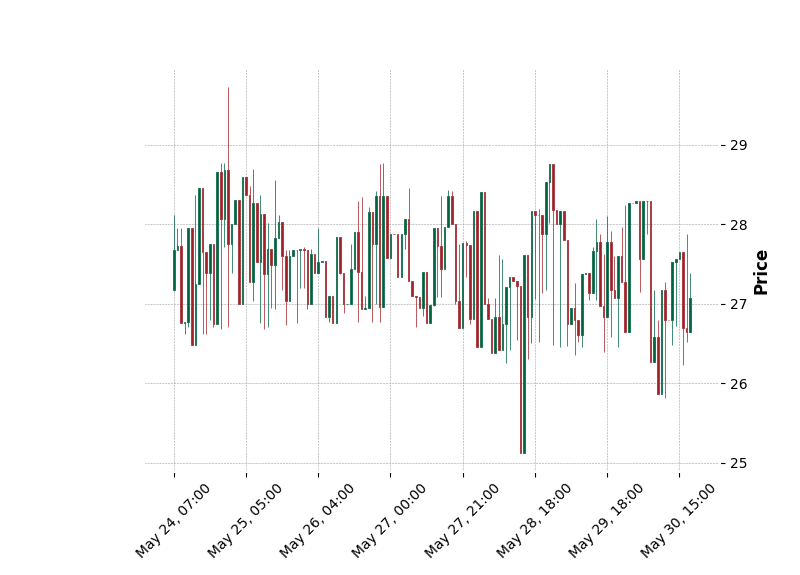 29
28
27
26
25
Price
May 24, 07:00
May 25, 05:00
May 26, 04:00
May 27, 00:00
May 27, 21:00
May 28, 18:00
May 29, 18:00
May 30, 15:00